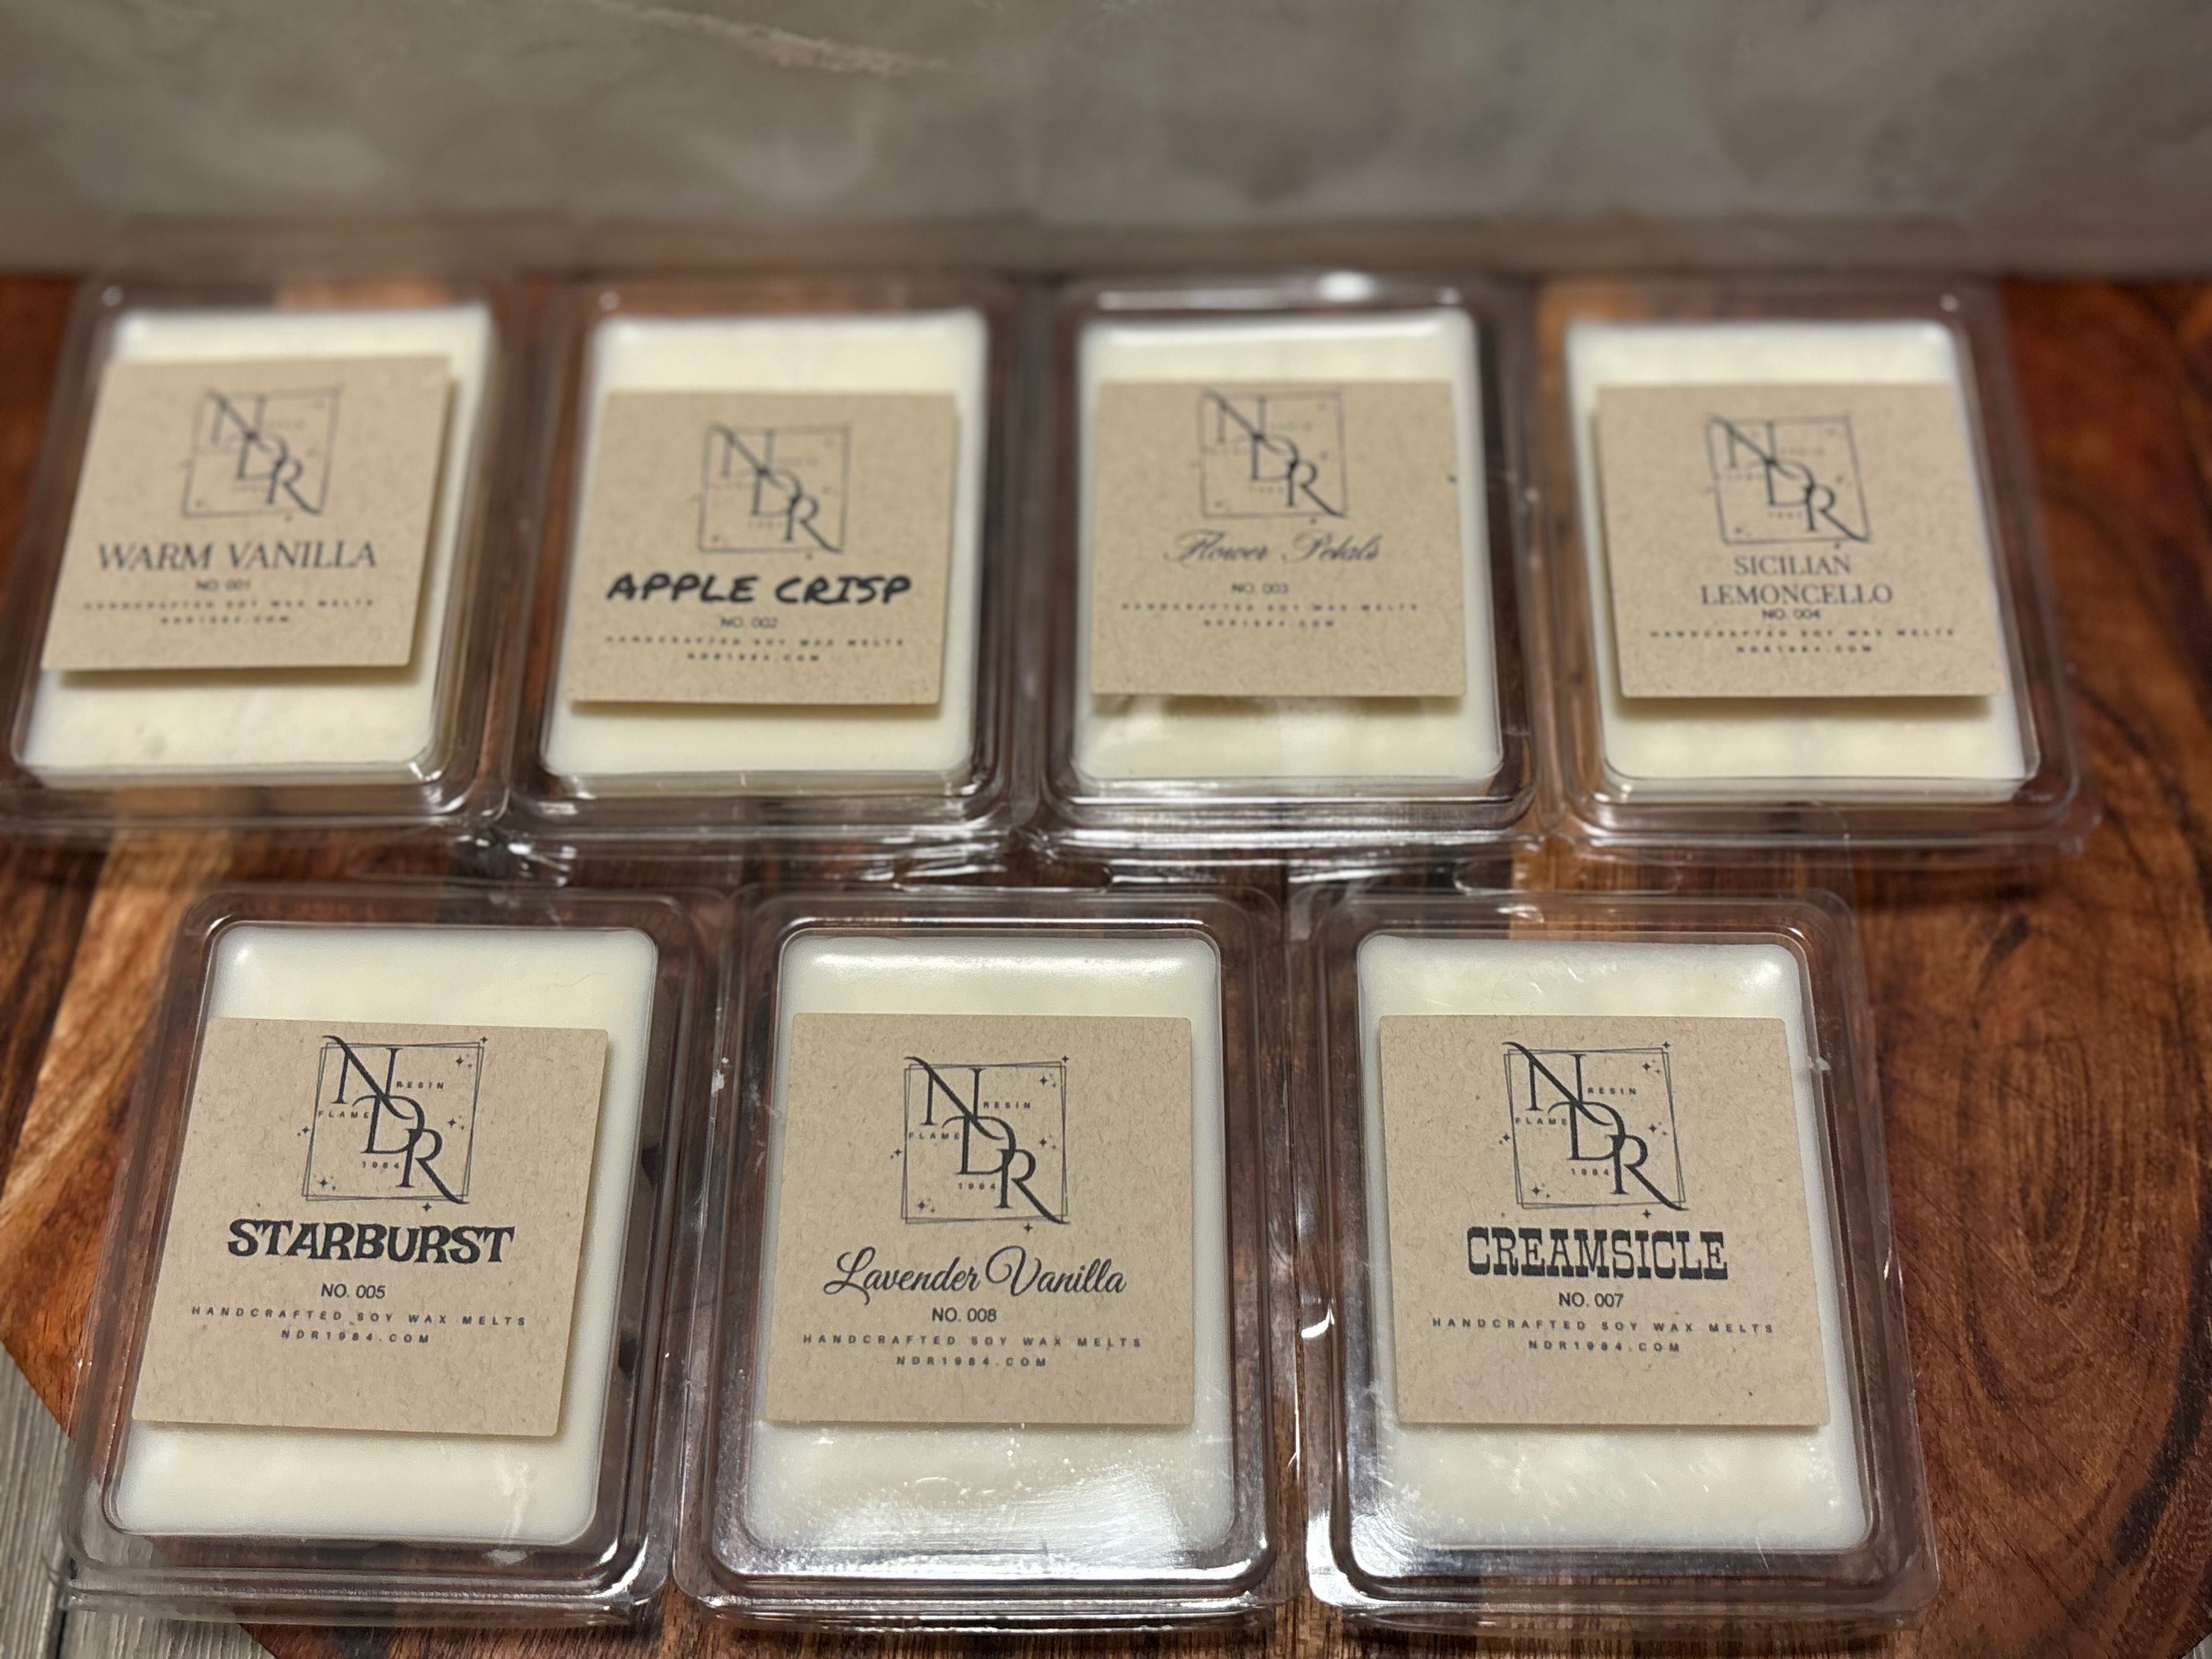 NDR
WARM VANILLA
NO. 001
HANDCRAFTED SOY WAX MELTS
NDR1984.COM
NDR
APPLE CRISP
NO. 002
HANDCRAFTED SOY WAX MELTS
NDR1984.COM
NDR
Flower Petals
NO. 003
HANDCRAFTED SOY WAX MELTS
NDR1984.COM
NDR
SICILIAN
LEMONCELLO
NO. 004
HANDCRAFTED SOY WAX MELTS
NDR1984.COM
NDR
RESIN
FLAME
1984
STARBURST
NO. 005
HANDCRAFTED SOY WAX MELTS
NDR1984.COM
NDR
RESIN
FLAME
1984
Lavender Vanilla
NO. 008
HANDCRAFTED SOY WAX MELTS
NDR1984.COM
NDR
RESIN
FLAME
1984
CREAMSICLE
NO. 007
HANDCRAFTED SOY WAX MELTS
NDR1984.COM